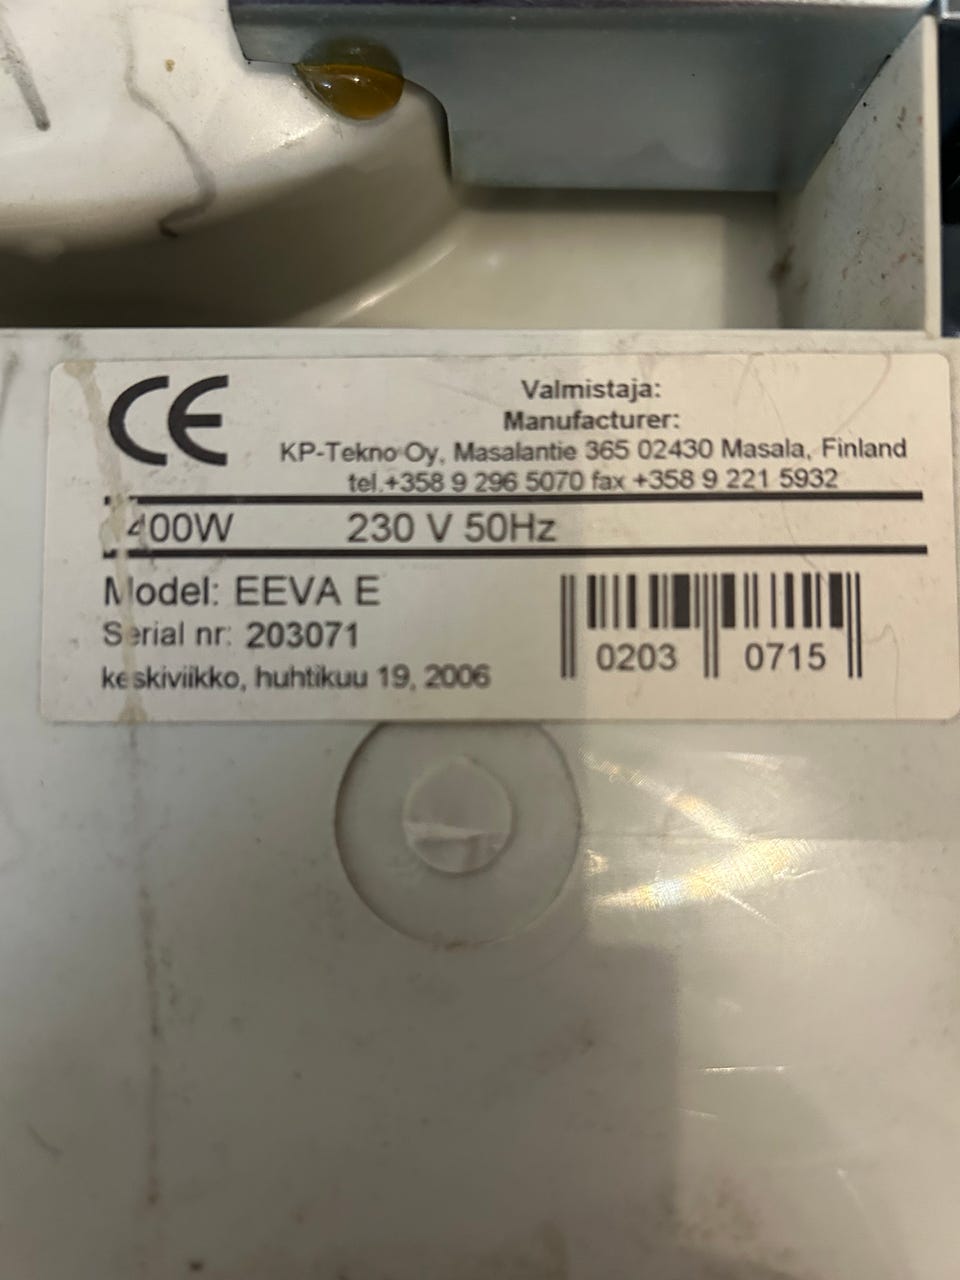 CE
Valmistaja:
Manufacturer:
KP-Tekno Oy, Masalantie 365 02430 Masala, Finland
tel.+358 9 296 5070 fax +358 9 221 5932
230 V 50Hz
Model: EEVA E
Serial nr: 203071
keskiviikko, huhtikuu 19, 2006
0203 0715